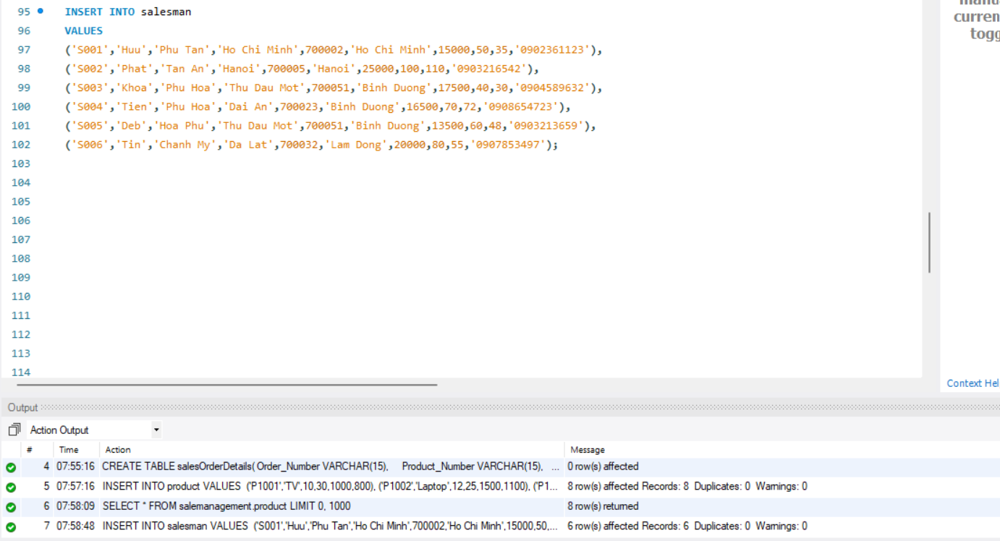 95 INSERT INTO salesman
curren
96 VALUES
togg
97 ('S001','Huu','Phu Tan','Ho Chi Minh',700002,'Ho Chi Minh',15000,50,35,'0902361123'),
98 ('S002','Phat','Tan An','Hanoi',700005,'Hanoi',25000,100,110,'0903216542'),
99 ('S003','Khoa','Phu Hoa','Thu Dau Mot',700051,'Binh Duong',17500,40,30,'0904589632'),
100 ('S004','Tien','Phu Hoa','Dai An',700023,'Binh Duong',16500,70,72,'0908654723'),
101 ('S005','Deb','Hoa Phu','Thu Dau Mot',700051,'Binh Duong',13500,60,48,'0903213659'),
102 ('S006','Tin','Chanh My','Da Lat',700032,'Lam Dong',20000,80,55,'0907853497');
103
104
105
106
107
108
109
110
111
112
113
114
Context Hel
Output
Action Output
# Time Action Message
4 07:55:16 CREATE TABLE salesOrderDetails( Order_Number VARCHAR(15), Product_Number VARCHAR(15), ... 0 row(s) affected
5 07:57:16 INSERT INTO product VALUES ('P1001','TV',10,30,1000,800), ('P1002','Laptop',12,25,1500,1100), ('P1... 8 row(s) affected Records: 8 Duplicates: 0 Warnings: 0
6 07:58:09 SELECT * FROM salemanagement.product LIMIT 0, 1000 8 row(s) returned
7 07:58:48 INSERT INTO salesman VALUES ('S001','Huu','Phu Tan','Ho Chi Minh',700002,'Ho Chi Minh',15000,50,... 6 row(s) affected Records: 6 Duplicates: 0 Warnings: 0